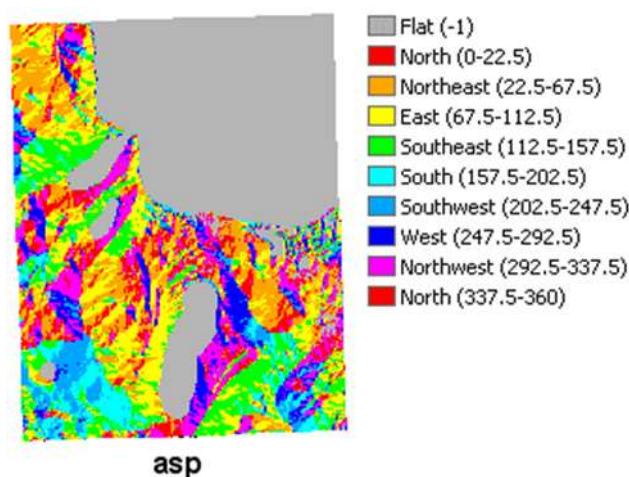 Flat (-1)
North (0-22.5)
Northeast (22.5-67.5)
East (67.5-112.5)
Southeast (112.5-157.5)
South (157.5-202.5)
Southwest (202.5-247.5)
West (247.5-292.5)
Northwest (292.5-337.5)
North (337.5-360)
asp